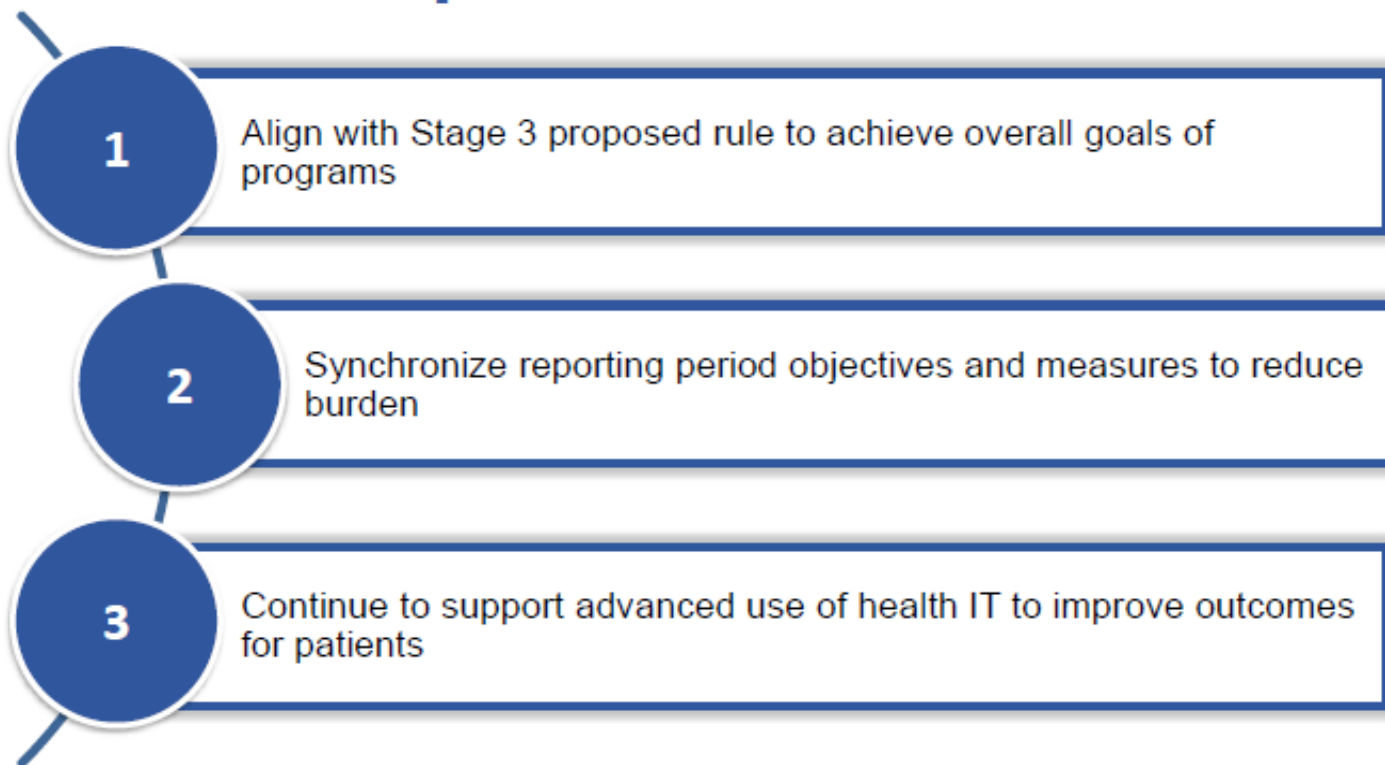 1
Align with Stage 3 proposed rule to achieve overall goals of
programs
2
Synchronize reporting period objectives and measures to reduce
burden
3
Continue to support advanced use of health IT to improve outcomes
for patients